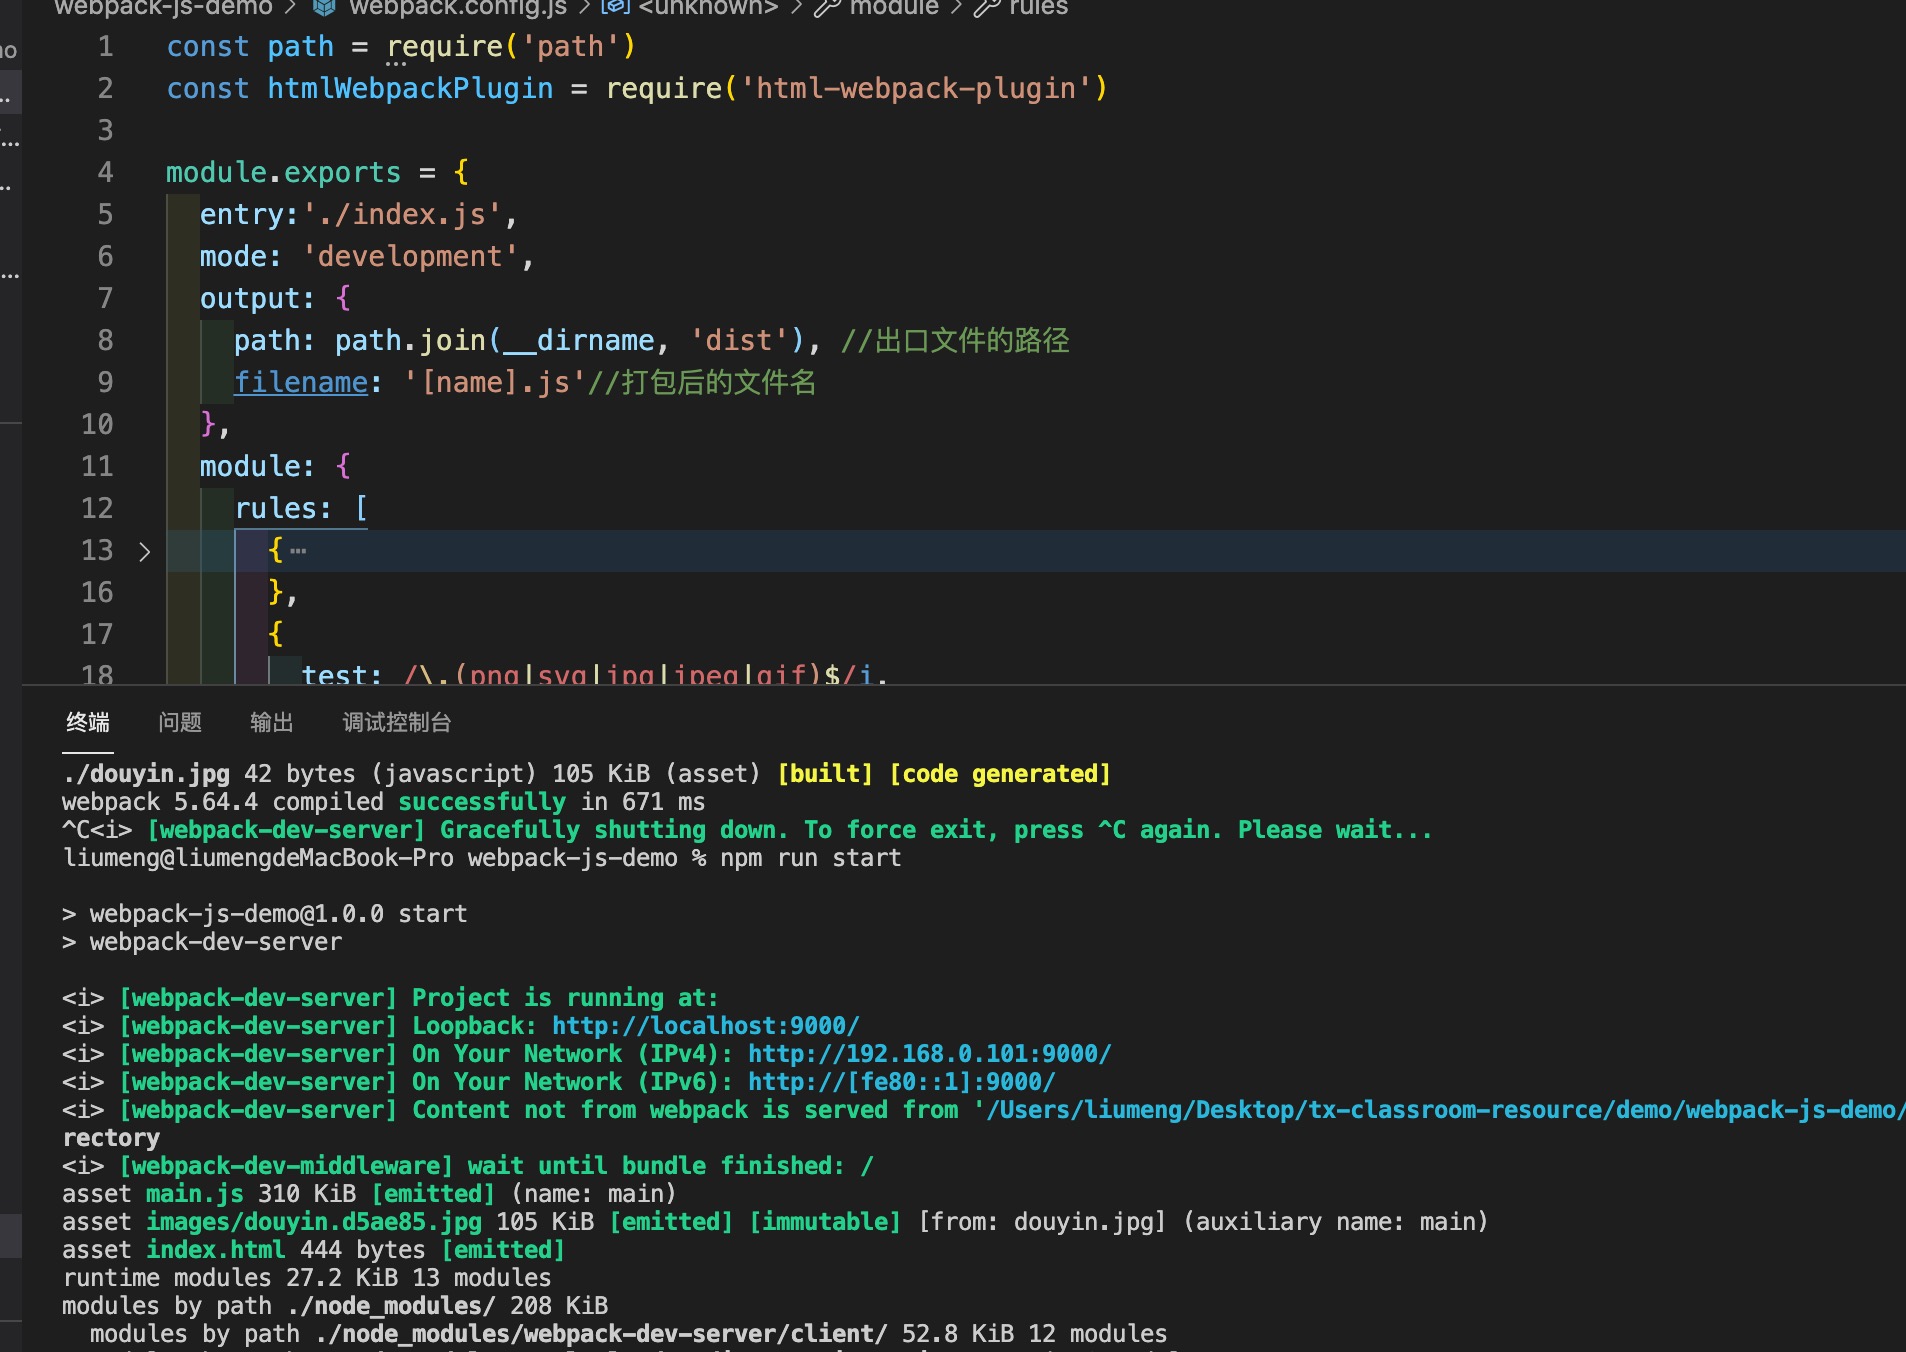 webpack-js-demo > webpack.config.js > <unknown> > module > rules
1 const path = require('path')
2 const htmlWebpackPlugin = require('html-webpack-plugin')
3
4 module.exports = {
5 entry:'./index.js',
6 mode: 'development',
7 output: {
8 path: path.join(__dirname, 'dist'), //出口文件的路径
9 filename: '[name].js'//打包后的文件名
10 },
11 module: {
12 rules: [
13 { …
16 },
17 {
18 test: /\.(png|svg|jpg|jpeg|gif)$/i,
终端 问题 输出 调试控制台
./douyin.jpg 42 bytes (javascript) 105 KiB (asset) [built] [code generated]
webpack 5.64.4 compiled successfully in 671 ms
^C<i> [webpack-dev-server] Gracefully shutting down. To force exit, press ^C again. Please wait...
liumeng@liumengdeMacBook-Pro webpack-js-demo % npm run start
> webpack-js-demo@1.0.0 start
> webpack-dev-server
<i> [webpack-dev-server] Project is running at:
<i> [webpack-dev-server] Loopback: http://localhost:9000/
<i> [webpack-dev-server] On Your Network (IPv4): http://192.168.0.101:9000/
<i> [webpack-dev-server] On Your Network (IPv6): http://[fe80::1]:9000/
<i> [webpack-dev-server] Content not from webpack is served from '/Users/liumeng/Desktop/tx-classroom-resource/demo/webpack-js-demo/
rectory
<i> [webpack-dev-middleware] wait until bundle finished: /
asset main.js 310 KiB [emitted] (name: main)
asset images/douyin.d5ae85.jpg 105 KiB [emitted] [immutable] [from: douyin.jpg] (auxiliary name: main)
asset index.html 444 bytes [emitted]
runtime modules 27.2 KiB 13 modules
modules by path ./node_modules/ 208 KiB
modules by path ./node_modules/webpack-dev-server/client/ 52.8 KiB 12 modules